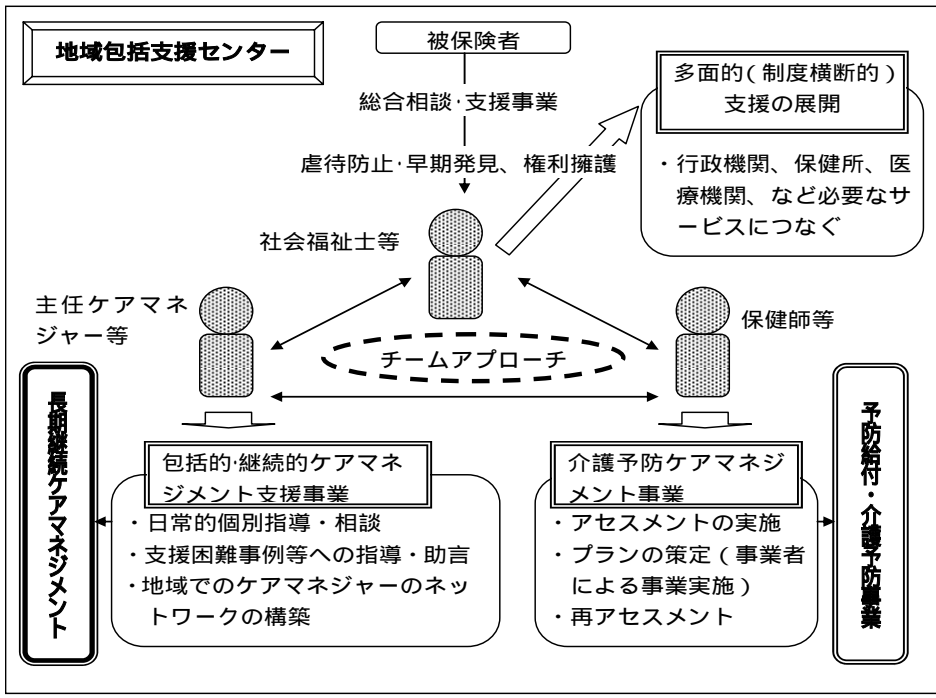 地域包括支援センター
被保険者
総合相談･支援事業
虐待防止･早期発見、権利擁護
多面的(制度横断的)
支援の展開
・行政機関、保健所、医
療機関、など必要なサ
ービスにつなぐ
社会福祉士等
主任ケアマネ
ジャー等
保健師等
チームアプローチ
長期継続ケアマネジメント
包括的･継続的ケアマネ
ジメント支援事業
・日常的個別指導・相談
・支援困難事例等への指導・助言
・地域でのケアマネジャーのネッ
トワークの構築
介護予防ケアマネジ
メント事業
・アセスメントの実施
・プランの策定(事業者
による事業実施)
・再アセスメント
予防給付・介護予防事業